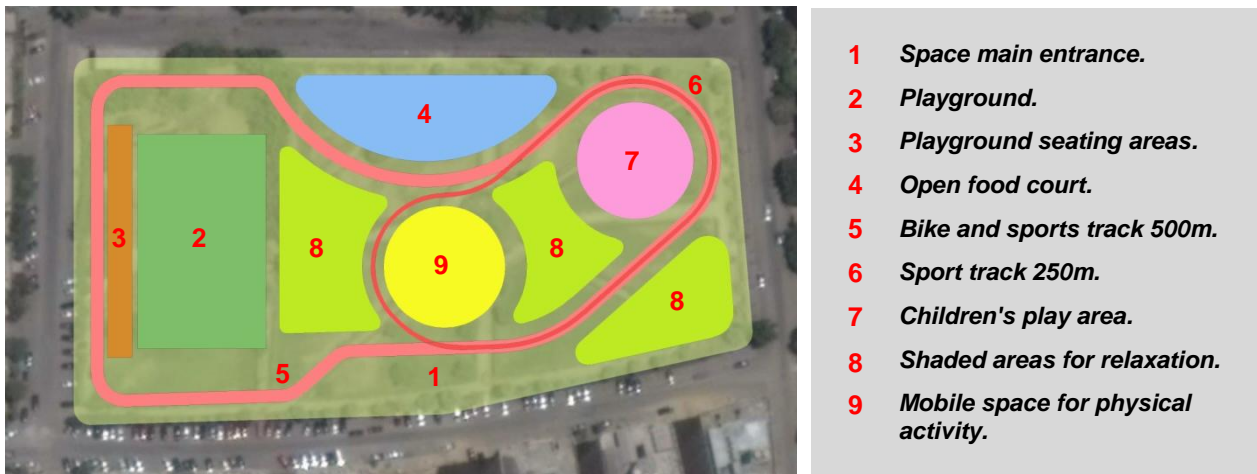 4
6
7
8
3
2
8
9
8
5
1
1 Space main entrance.
2 Playground.
3 Playground seating areas.
4 Open food court.
5 Bike and sports track 500m.
6 Sport track 250m.
7 Children's play area.
8 Shaded areas for relaxation.
9 Mobile space for physical
activity.
8